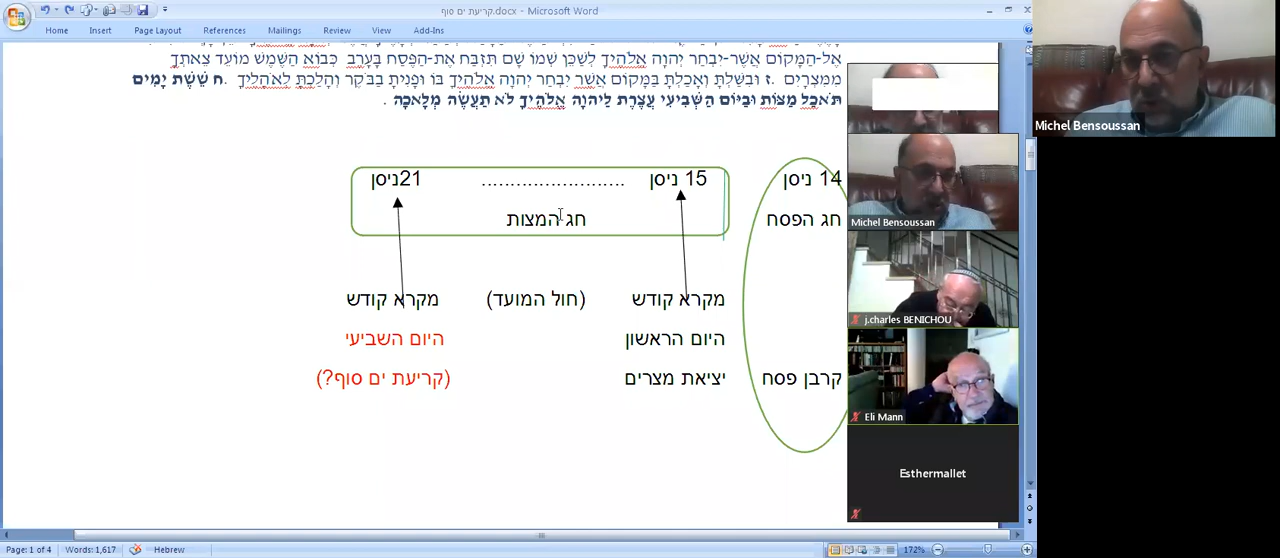 קריעת ים סוף.docx - Microsoft Word
Home Insert Page Layout References Mailings Review View Add-Ins
אֶל-הַמָּקוֹם אֲשֶׁר-יִבְחַר יְהוָה אֱלֹהֶיךָ לְשַׁכֵּן שְׁמוֹ שָׁם תִּזְבַּח אֶת-הַפֶּסַח בָּעָרֶב כְּבוֹא הַשֶּׁמֶשׁ מוֹעֵד צֵאתְךָ
מִמִּצְרָיִם. ז וּבִשַּׁלְתָּ וְאָכַלְתָּ בַּמָּקוֹם אֲשֶׁר יִבְחַר יְהוָה אֱלֹהֶיךָ בּוֹ וּפָנִיתָ בַבֹּקֶר וְהָלַכְתָּ לְאֹהָלֶיךָ. ח שֵׁשֶׁת יָמִים
תֹּאכַל מַצּוֹת וּבַיּוֹם הַשְּׁבִיעִי עֲצֶרֶת לַיהוָה אֱלֹהֶיךָ לֹא תַעֲשֶׂה מְלָאכָה.
14 ניסן 15 ניסן ......................... 21ניסן
חג הפסח חג המצות
מקרא קודש (חול המועד) מקרא קודש
היום הראשון היום השביעי
קרבן פסח יציאת מצרים (קריעת ים סוף?)
Michel Bensoussan
Michel Bensoussan
j.charles BENICHOU
Eli Mann
Esthermallet
Page: 1 of 4 Words: 1,617 Hebrew 172%